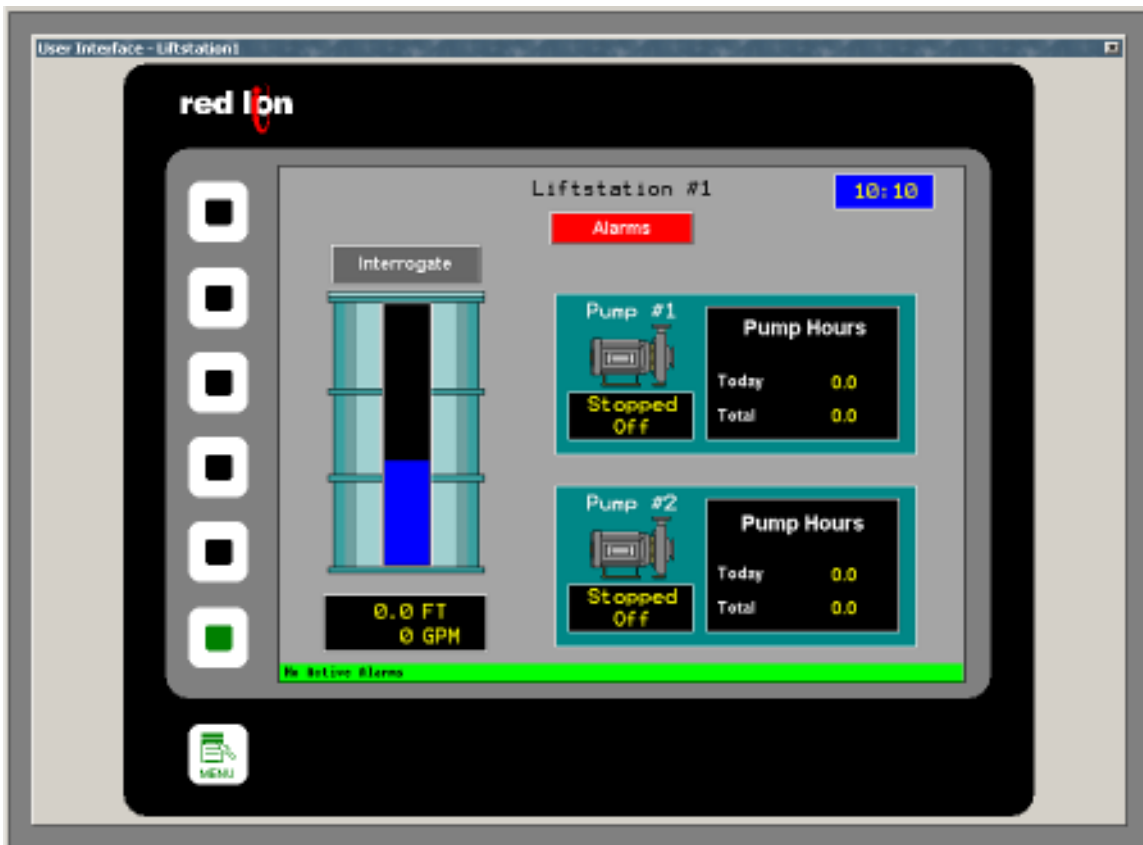 User Interface - Liftstation1
red lion
Liftstation #1
10:10
Alarms
Interrogate
Pump #1
Pump Hours
Today 0.0
Total 0.0
Stopped
Off
Pump #2
Pump Hours
Today 0.0
Total 0.0
Stopped
Off
0.0 FT
0 GPM
No Active Alarms
MENU